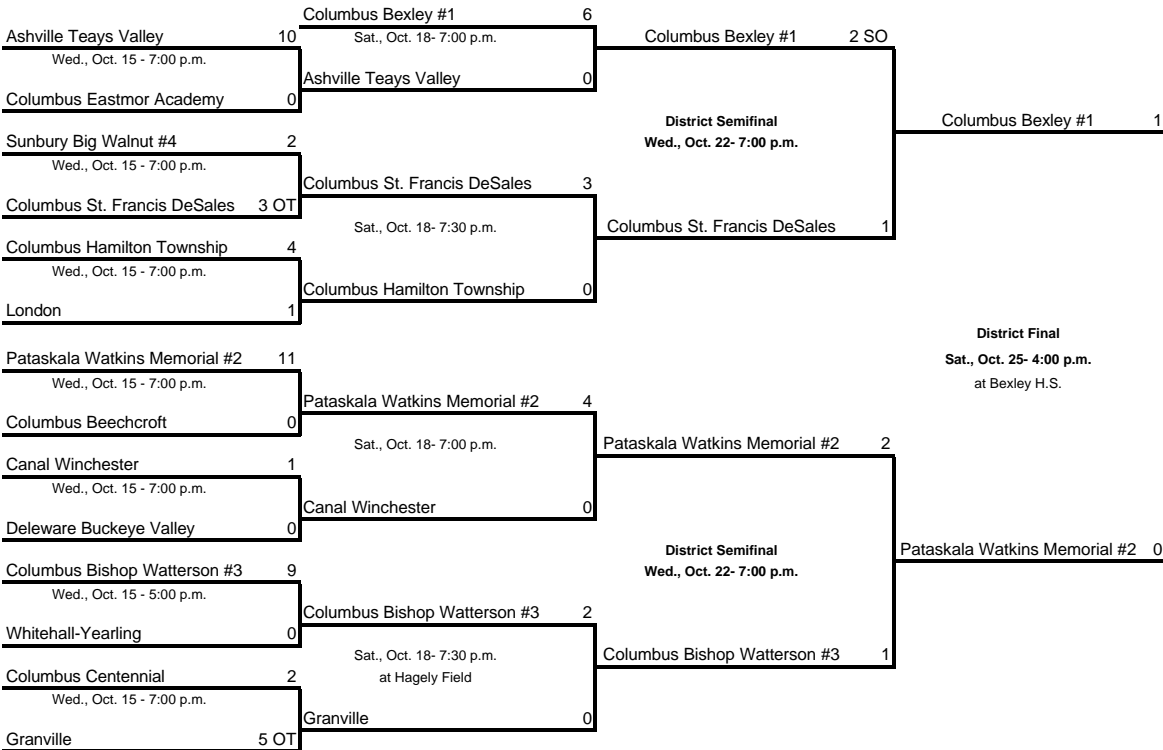 Columbus Bexley #1 6
Sat., Oct. 18- 7:00 p.m.
Ashville Teays Valley 0
Ashville Teays Valley 10
Wed., Oct. 15 - 7:00 p.m.
Columbus Eastmor Academy 0
Sunbury Big Walnut #4 2
Wed., Oct. 15 - 7:00 p.m.
Columbus St. Francis DeSales 3 OT
Columbus Hamilton Township 4
Wed., Oct. 15 - 7:00 p.m.
London 1
Columbus St. Francis DeSales 3
Sat., Oct. 18- 7:30 p.m.
Columbus Hamilton Township 0
Columbus Bexley #1 2 SO
District Semifinal
Wed., Oct. 22- 7:00 p.m.
Columbus St. Francis DeSales 1
Columbus Bexley #1 1
District Final
Sat., Oct. 25- 4:00 p.m.
at Bexley H.S.
Pataskala Watkins Memorial #2 0
Pataskala Watkins Memorial #2 11
Wed., Oct. 15 - 7:00 p.m.
Columbus Beechcroft 0
Canal Winchester 1
Wed., Oct. 15 - 7:00 p.m.
Deleware Buckeye Valley 0
Pataskala Watkins Memorial #2 4
Sat., Oct. 18- 7:00 p.m.
Canal Winchester 0
Pataskala Watkins Memorial #2 2
District Semifinal
Wed., Oct. 22- 7:00 p.m.
Columbus Bishop Watterson #3 1
Columbus Bishop Watterson #3 9
Wed., Oct. 15 - 5:00 p.m.
Whitehall-Yearling 0
Columbus Centennial 2
Wed., Oct. 15 - 7:00 p.m.
Granville 5 OT
Columbus Bishop Watterson #3 2
Sat., Oct. 18- 7:30 p.m.
at Hagely Field
Granville 0